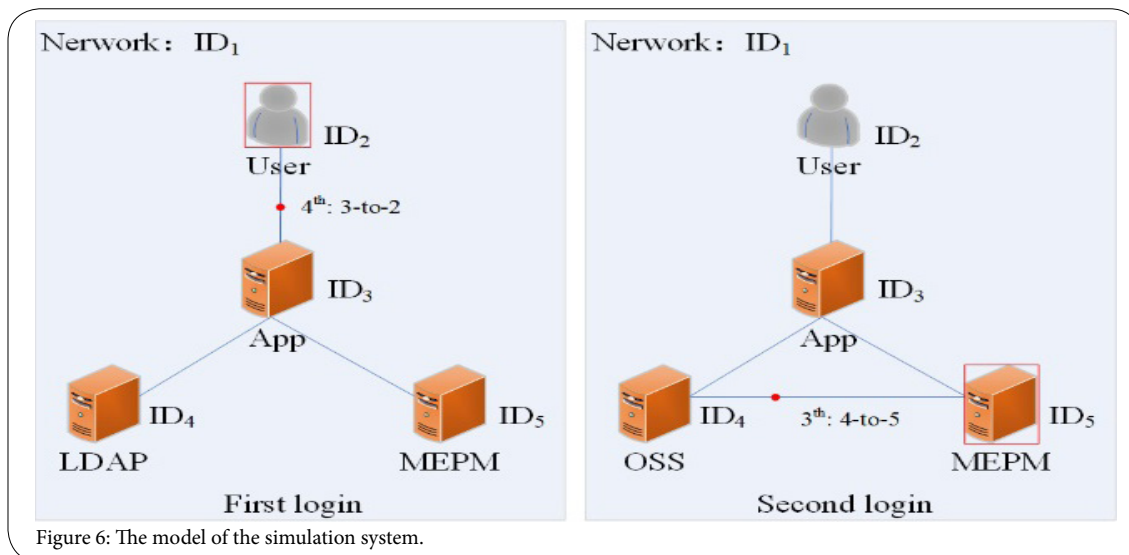 Nerwork: ID₁
ID₂
User
4ᵗʰ: 3-to-2
ID₃
App
ID₄
ID₅
LDAP
MEPM
First login
Nerwork: ID₁
ID₂
User
ID₃
App
ID₄
3ᵗʰ: 4-to-5
ID₅
OSS
MEPM
Second login
Figure 6: The model of the simulation system.